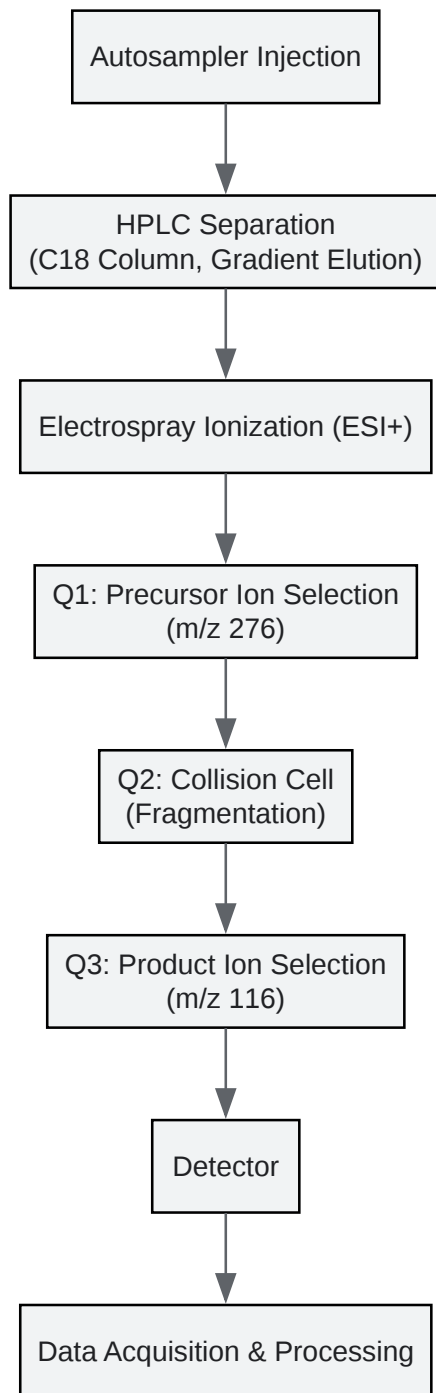 Autosampler Injection
HPLC Separation
(C18 Column, Gradient Elution)
Electrospray Ionization (ESI+)
Q1: Precursor Ion Selection
(m/z 276)
Q2: Collision Cell
(Fragmentation)
Q3: Product Ion Selection
(m/z 116)
Detector
Data Acquisition & Processing